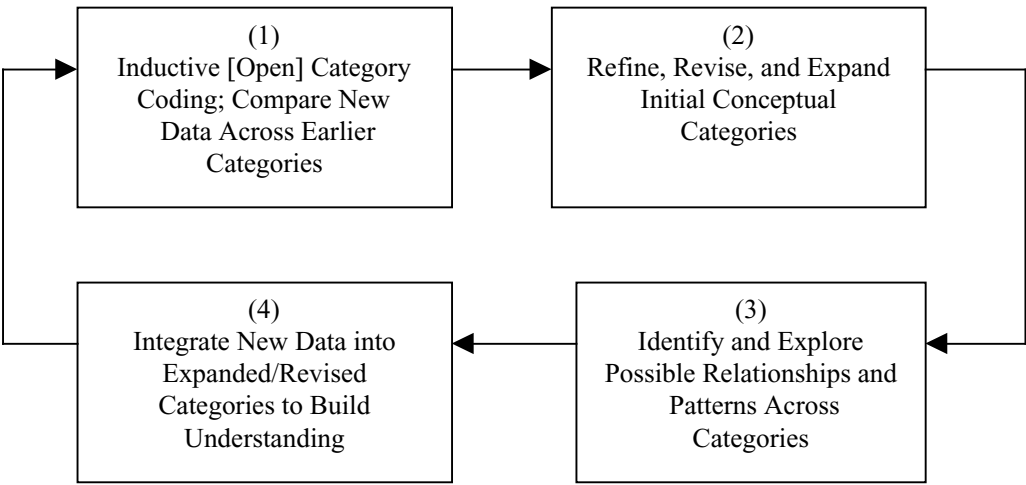 (1)
Inductive [Open] Category
Coding; Compare New
Data Across Earlier
Categories
(2)
Refine, Revise, and Expand
Initial Conceptual
Categories
(3)
Identify and Explore
Possible Relationships and
Patterns Across
Categories
(4)
Integrate New Data into
Expanded/Revised
Categories to Build
Understanding